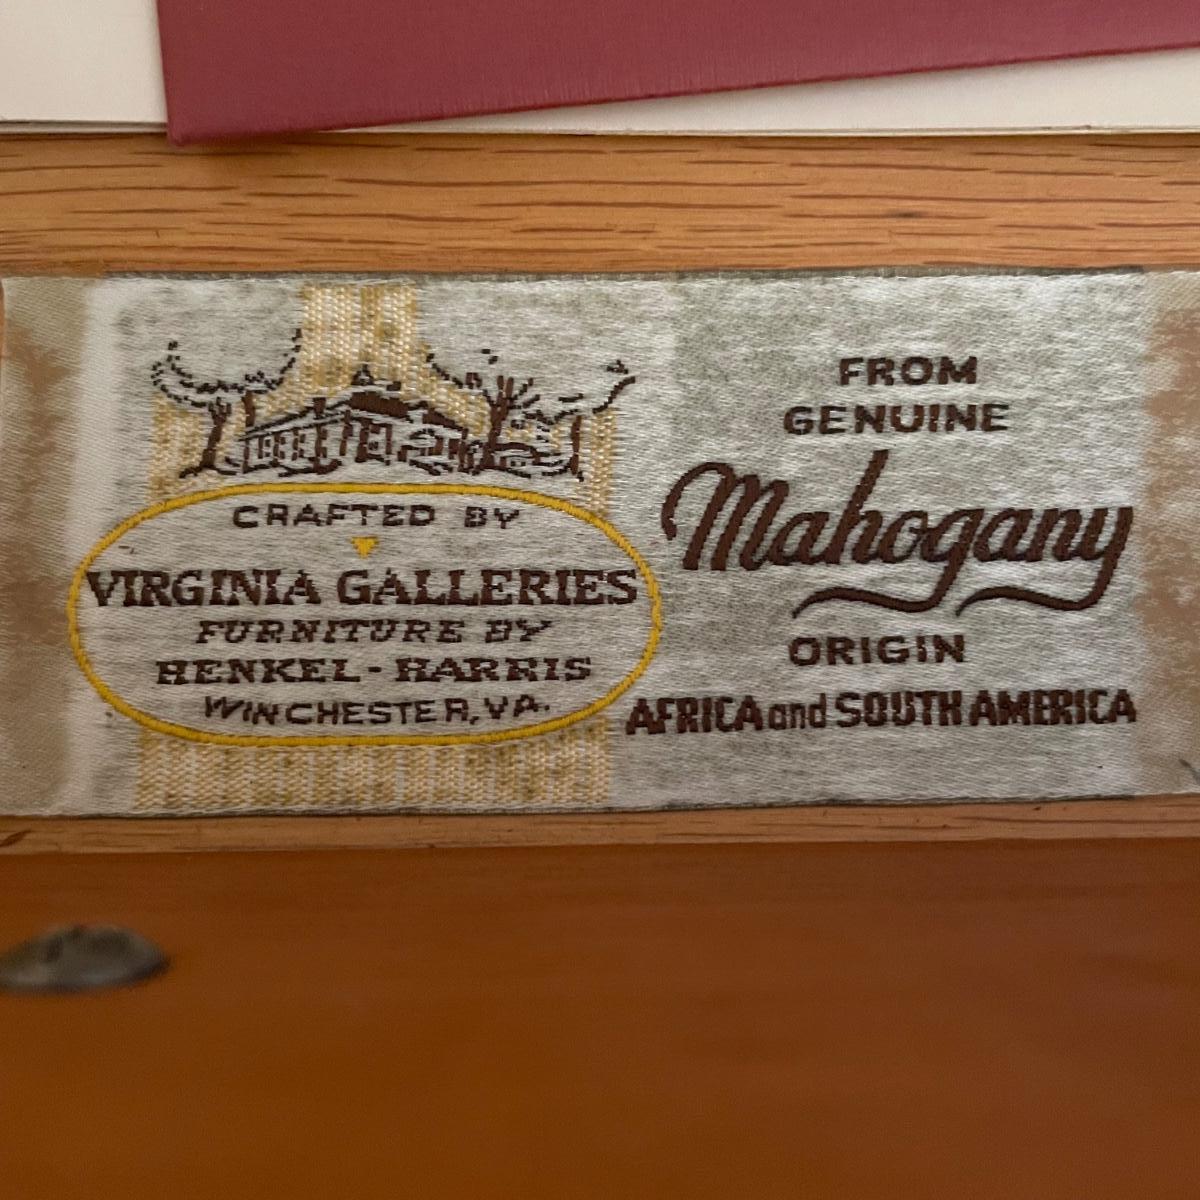 CRAFTED BY
VIRGINIA GALLERIES
FURNITURE BY
HENKEL-HARRIS
WINCHESTER, VA.
FROM
GENUINE
Mahogany
ORIGIN
AFRICA and SOUTH AMERICA